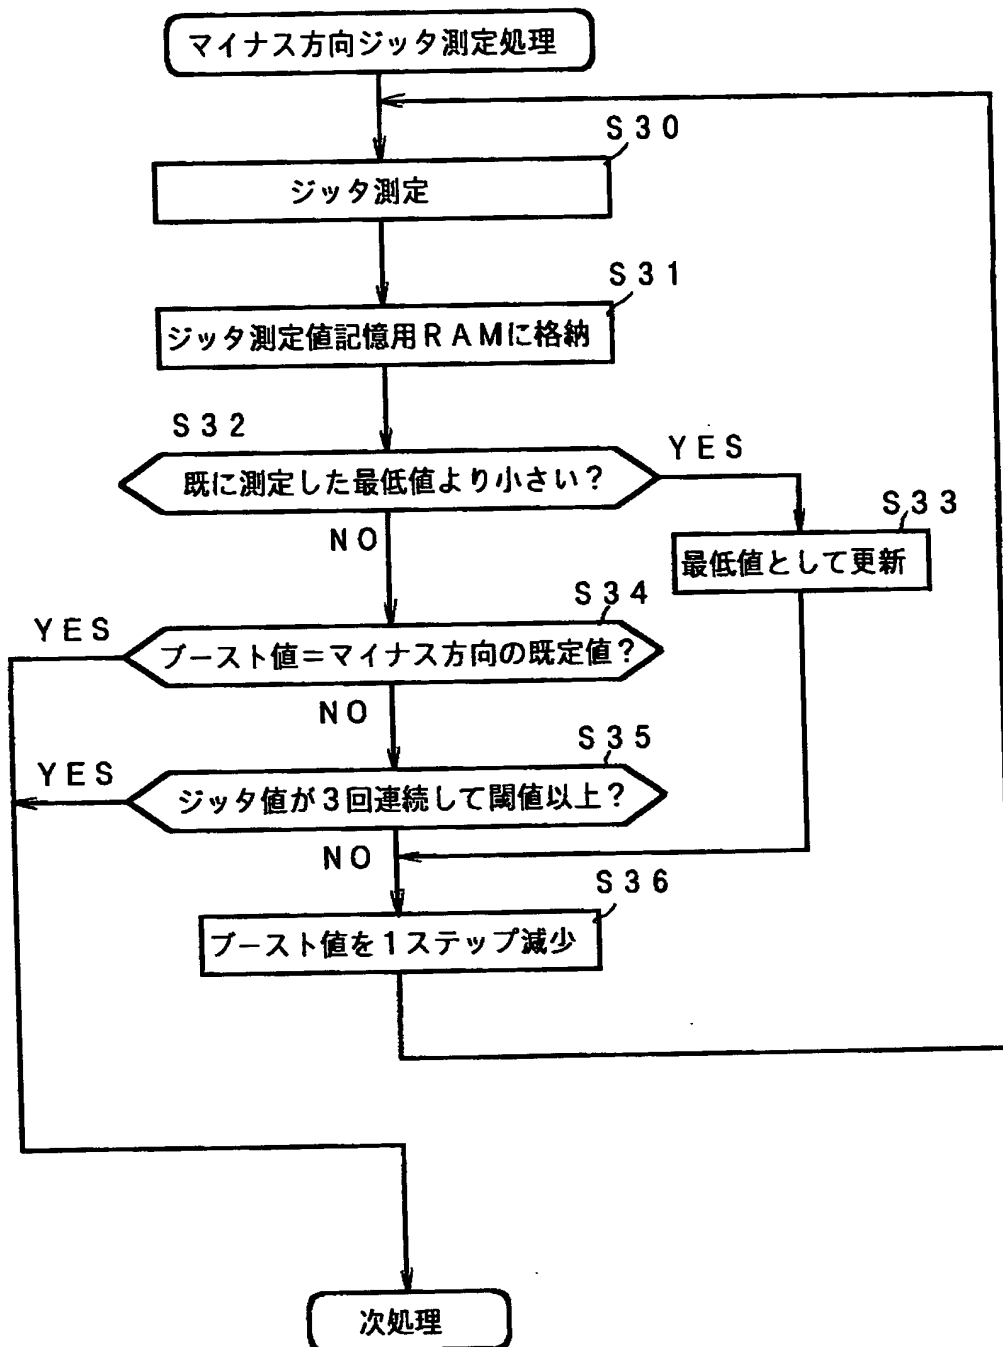 マイナス方向ジッタ測定処理
S30
ジッタ測定
S31
ジッタ測定値記憶用RAMに格納
S32
既に測定した最低値より小さい?
YES
NO
S33
最低値として更新
S34
ブースト値=マイナス方向の既定値?
YES
NO
S35
ジッタ値が3回連続して閾値以上?
YES
NO
S36
ブースト値を1ステップ減少
次処理